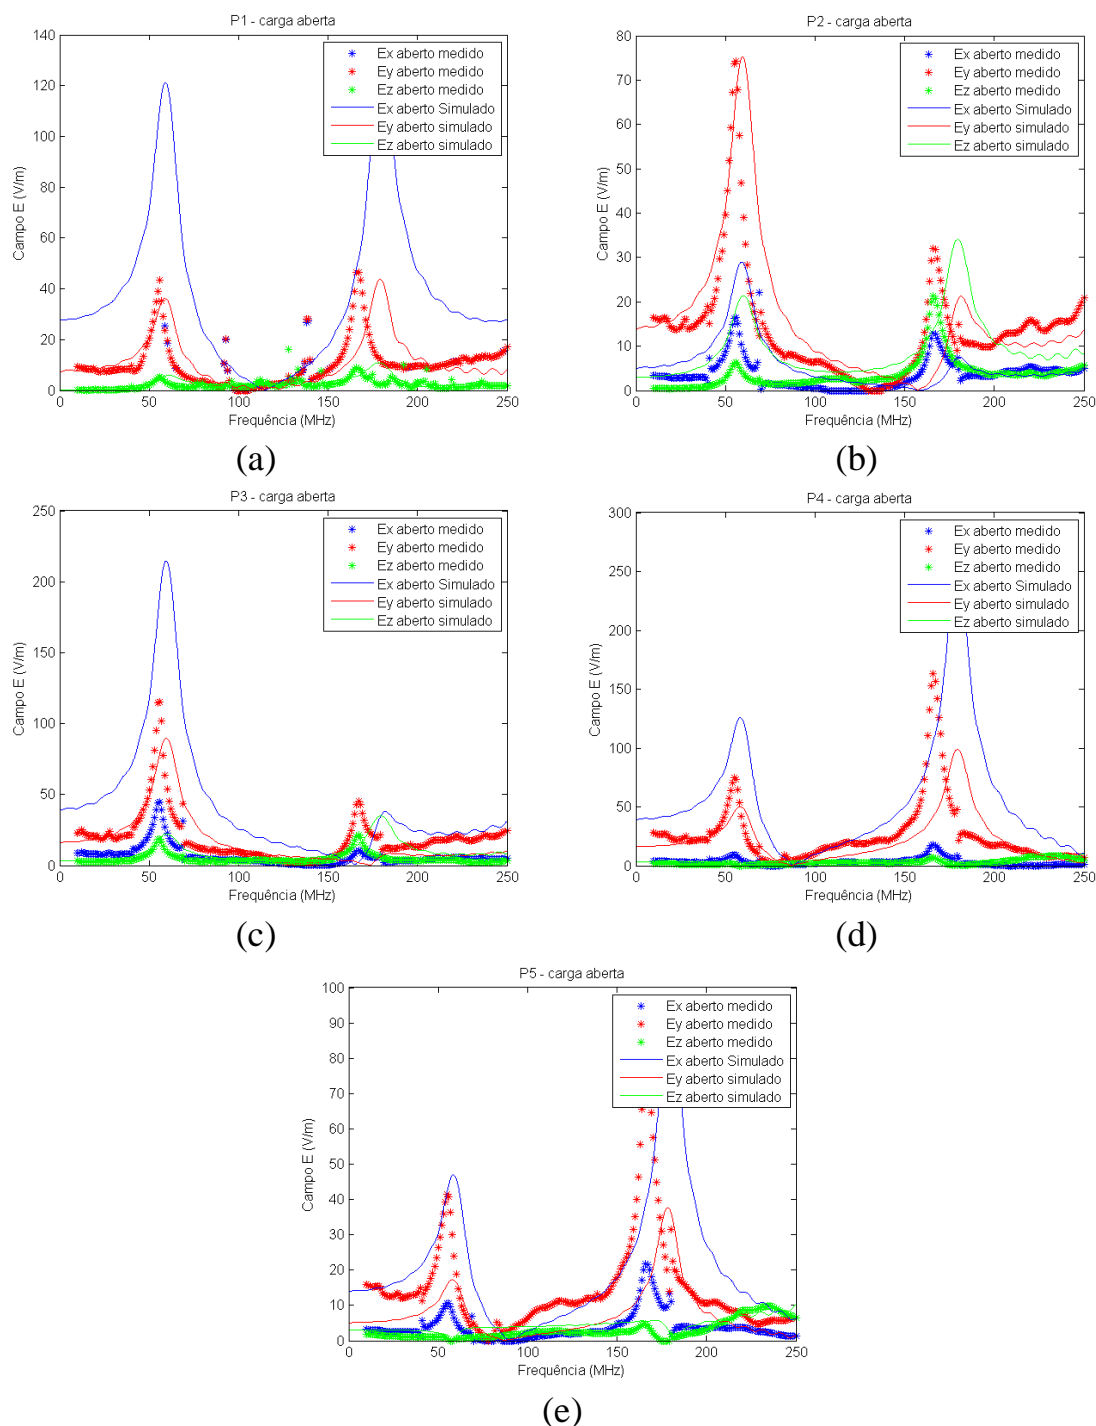 P1 - carga aberta
140
120
100
80
60
40
20
0
Campo E (V/m)
Ex aberto medido
Ey aberto medido
Ez aberto medido
Ex aberto Simulado
Ey aberto simulado
Ez aberto simulado
0 50 100 150 200 250
Frequência (MHz)
(a)
P2 - carga aberta
80
70
60
50
40
30
20
10
0
Campo E (V/m)
Ex aberto medido
Ey aberto medido
Ez aberto medido
Ex aberto Simulado
Ey aberto simulado
Ez aberto simulado
0 50 100 150 200 250
Frequência (MHz)
(b)
P3 - carga aberta
250
200
150
100
50
0
Campo E (V/m)
Ex aberto medido
Ey aberto medido
Ez aberto medido
Ex aberto Simulado
Ey aberto simulado
Ez aberto simulado
0 50 100 150 200 250
Frequência (MHz)
(c)
P4 - carga aberta
300
250
200
150
100
50
0
Campo E (V/m)
Ex aberto medido
Ey aberto medido
Ez aberto medido
Ex aberto Simulado
Ey aberto simulado
Ez aberto simulado
0 50 100 150 200 250
Frequência (MHz)
(d)
P5 - carga aberta
100
90
80
70
60
50
40
30
20
10
0
Campo E (V/m)
Ex aberto medido
Ey aberto medido
Ez aberto medido
Ex aberto Simulado
Ey aberto simulado
Ez aberto simulado
0 50 100 150 200 250
Frequência (MHz)
(e)